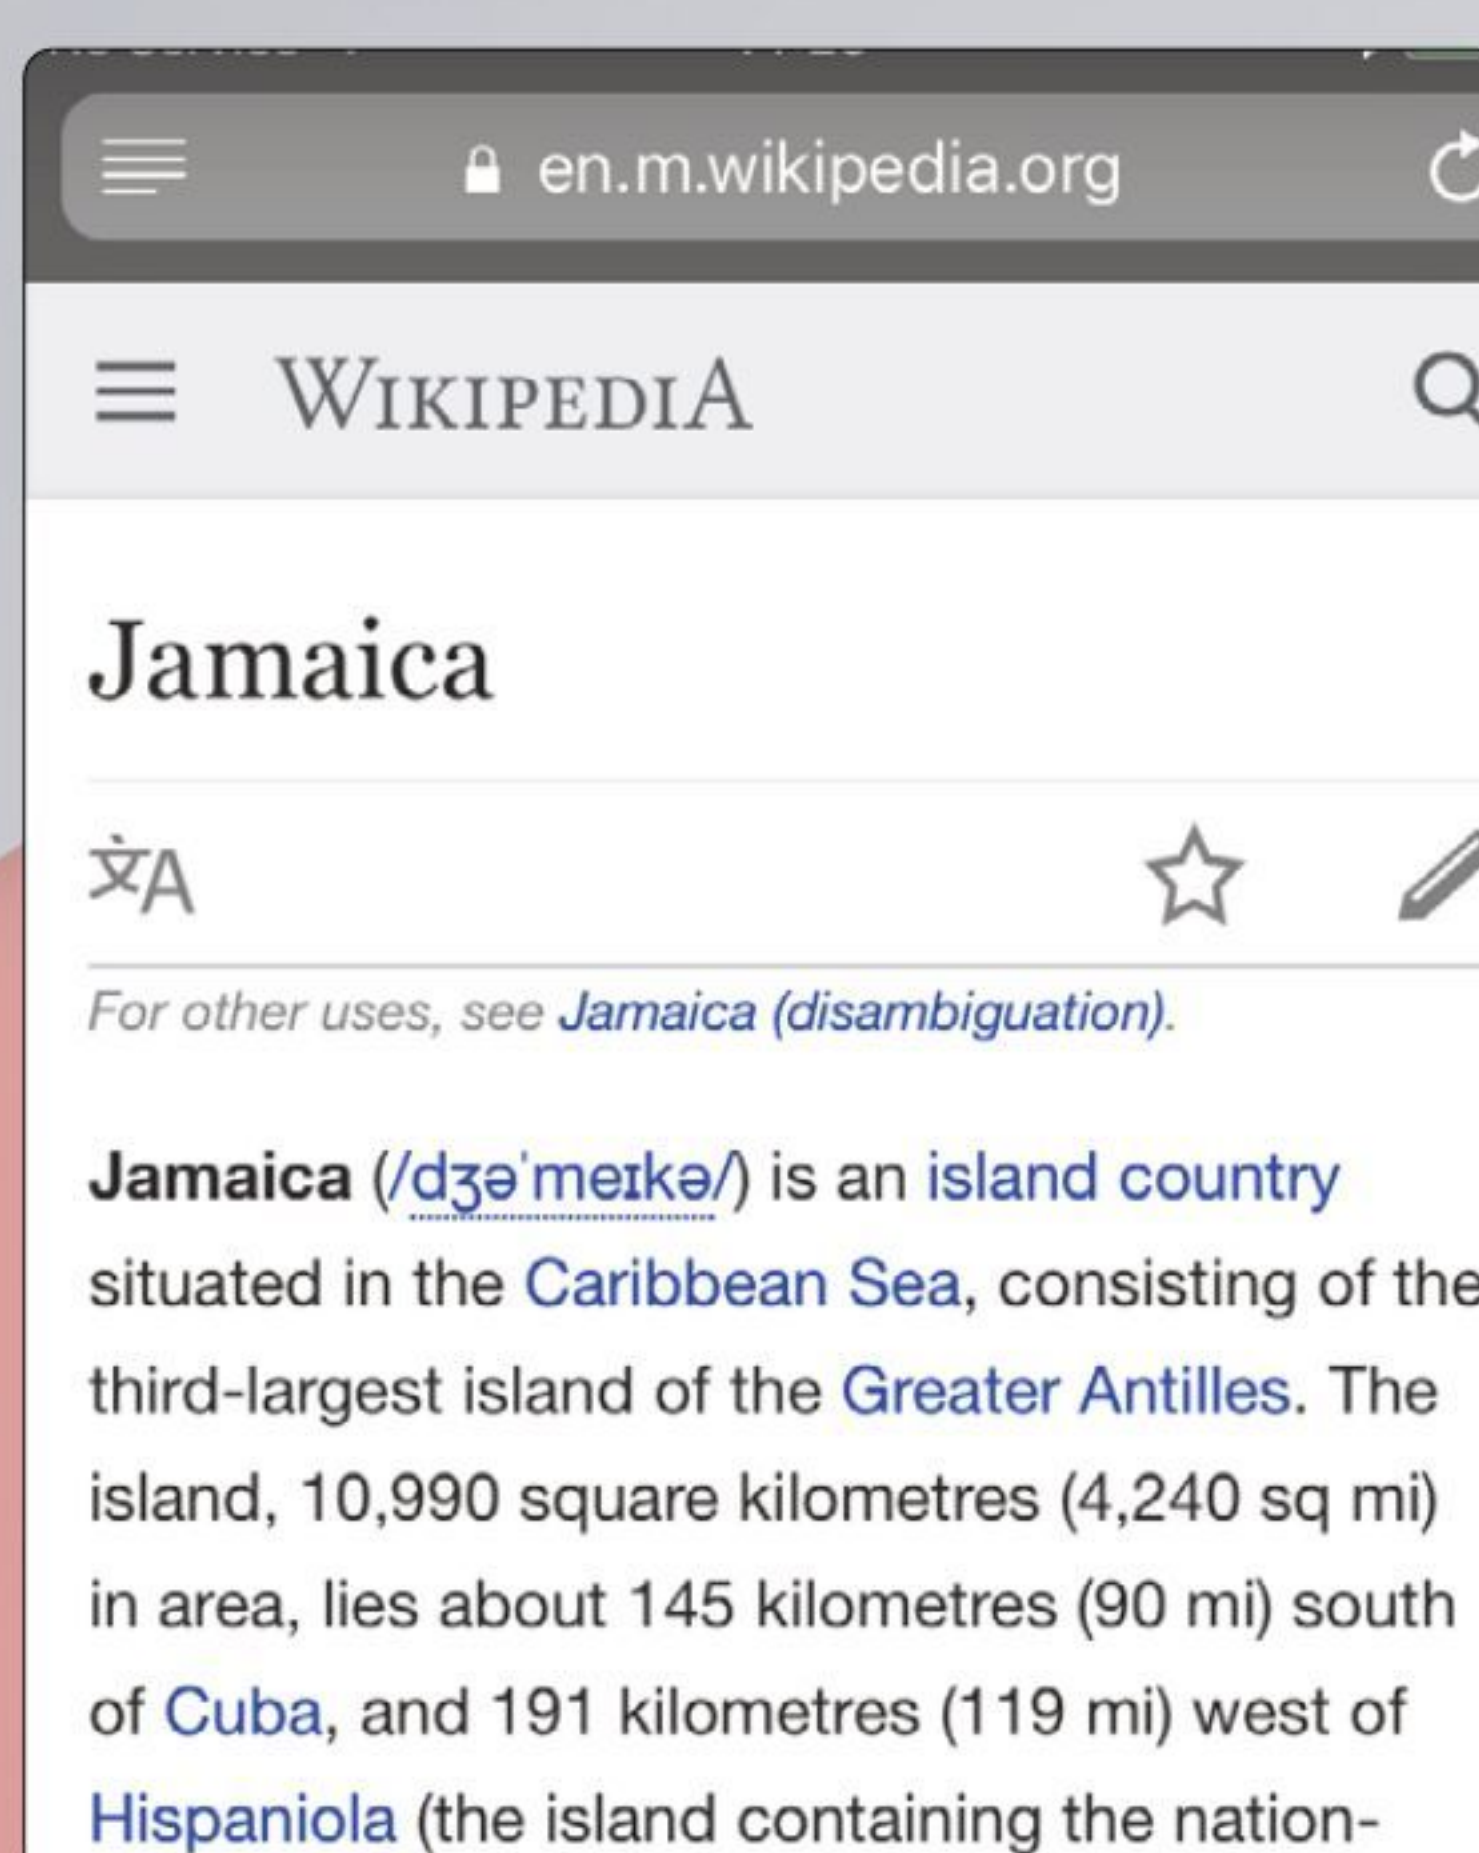 en.m.wikipedia.org
WIKIPEDIA
Jamaica
文A
For other uses, see Jamaica (disambiguation).
Jamaica (/dʒəˈmeɪkə/) is an island country
situated in the Caribbean Sea, consisting of the
third-largest island of the Greater Antilles. The
island, 10,990 square kilometres (4,240 sq mi)
in area, lies about 145 kilometres (90 mi) south
of Cuba, and 191 kilometres (119 mi) west of
Hispaniola (the island containing the nation-